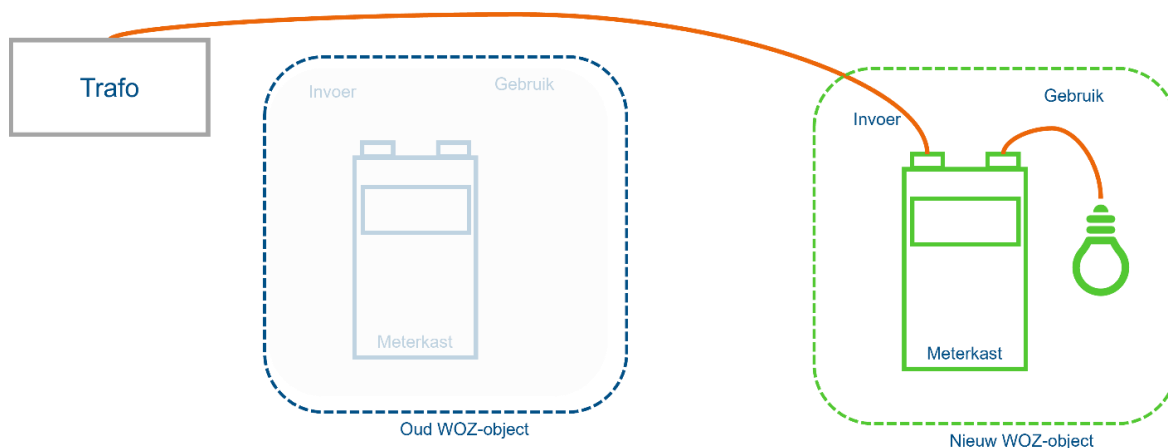 Trafo
Invoer
Gebruik
Meterkast
Oud WOZ-object
Gebruik
Invoer
Meterkast
Nieuw WOZ-object